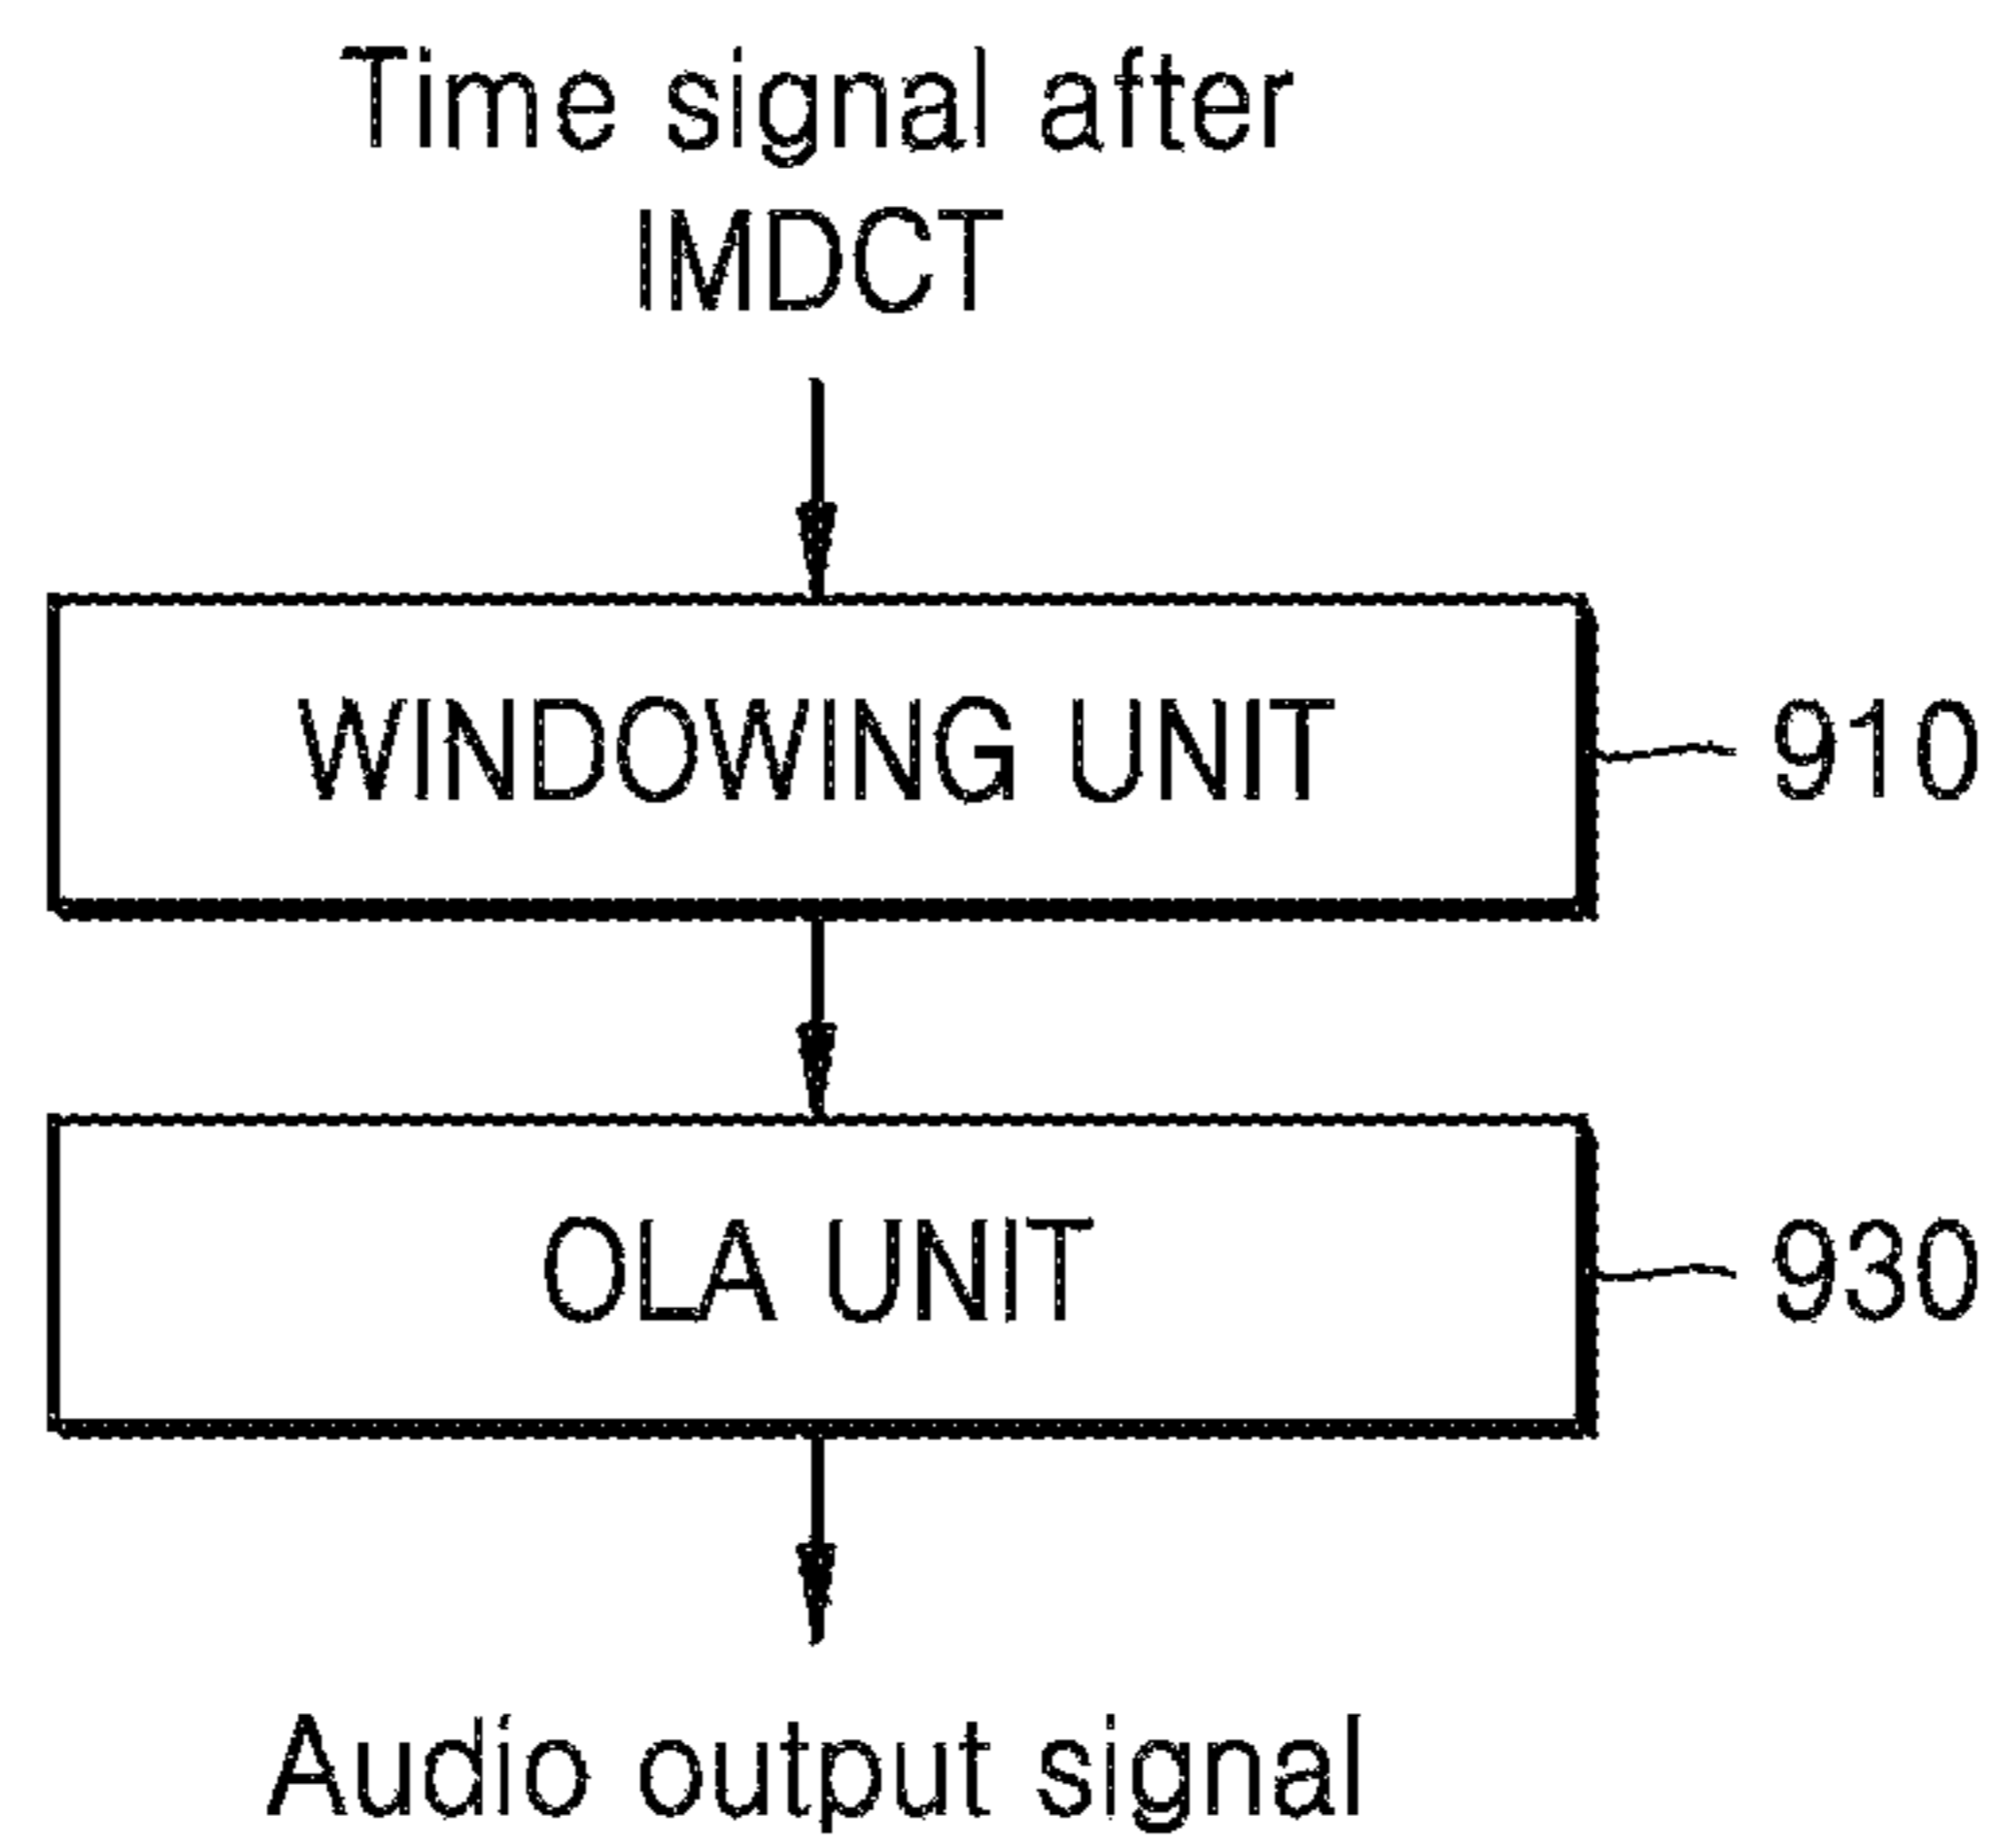 Time signal after
IMDCT
WINDOWING UNIT
910
OLA UNIT
930
Audio output signal